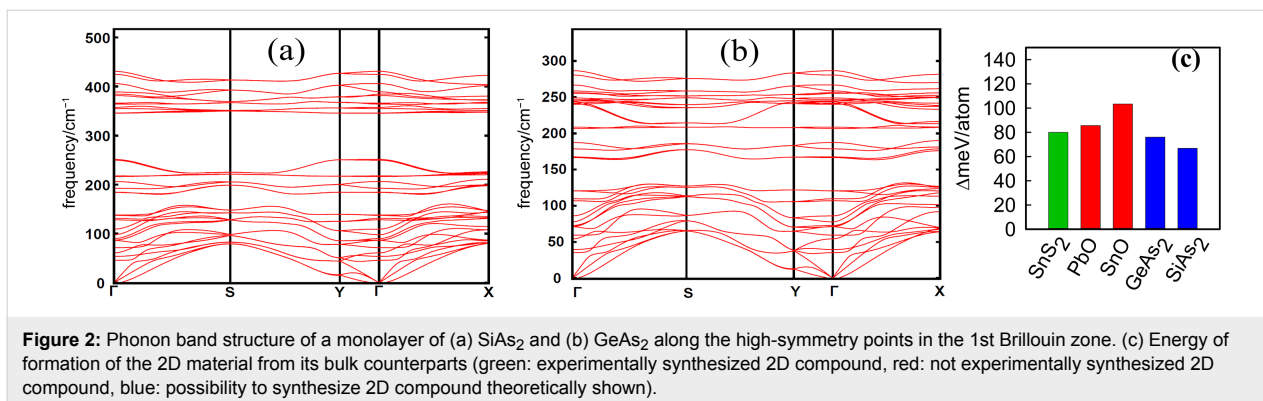 (a)
500
400
300
200
100
0
frequency/cm⁻¹
Γ S Y Γ X
(b)
300
250
200
150
100
50
0
frequency/cm⁻¹
Γ S Y Γ X
(c)
140
120
100
80
60
40
20
0
ΔmeV/atom
SnS₂ PbO SnO GeAs₂ SiAs₂
Figure 2: Phonon band structure of a monolayer of (a) SiAs₂ and (b) GeAs₂ along the high-symmetry points in the 1st Brillouin zone. (c) Energy of
formation of the 2D material from its bulk counterparts (green: experimentally synthesized 2D compound, red: not experimentally synthesized 2D
compound, blue: possibility to synthesize 2D compound theoretically shown).